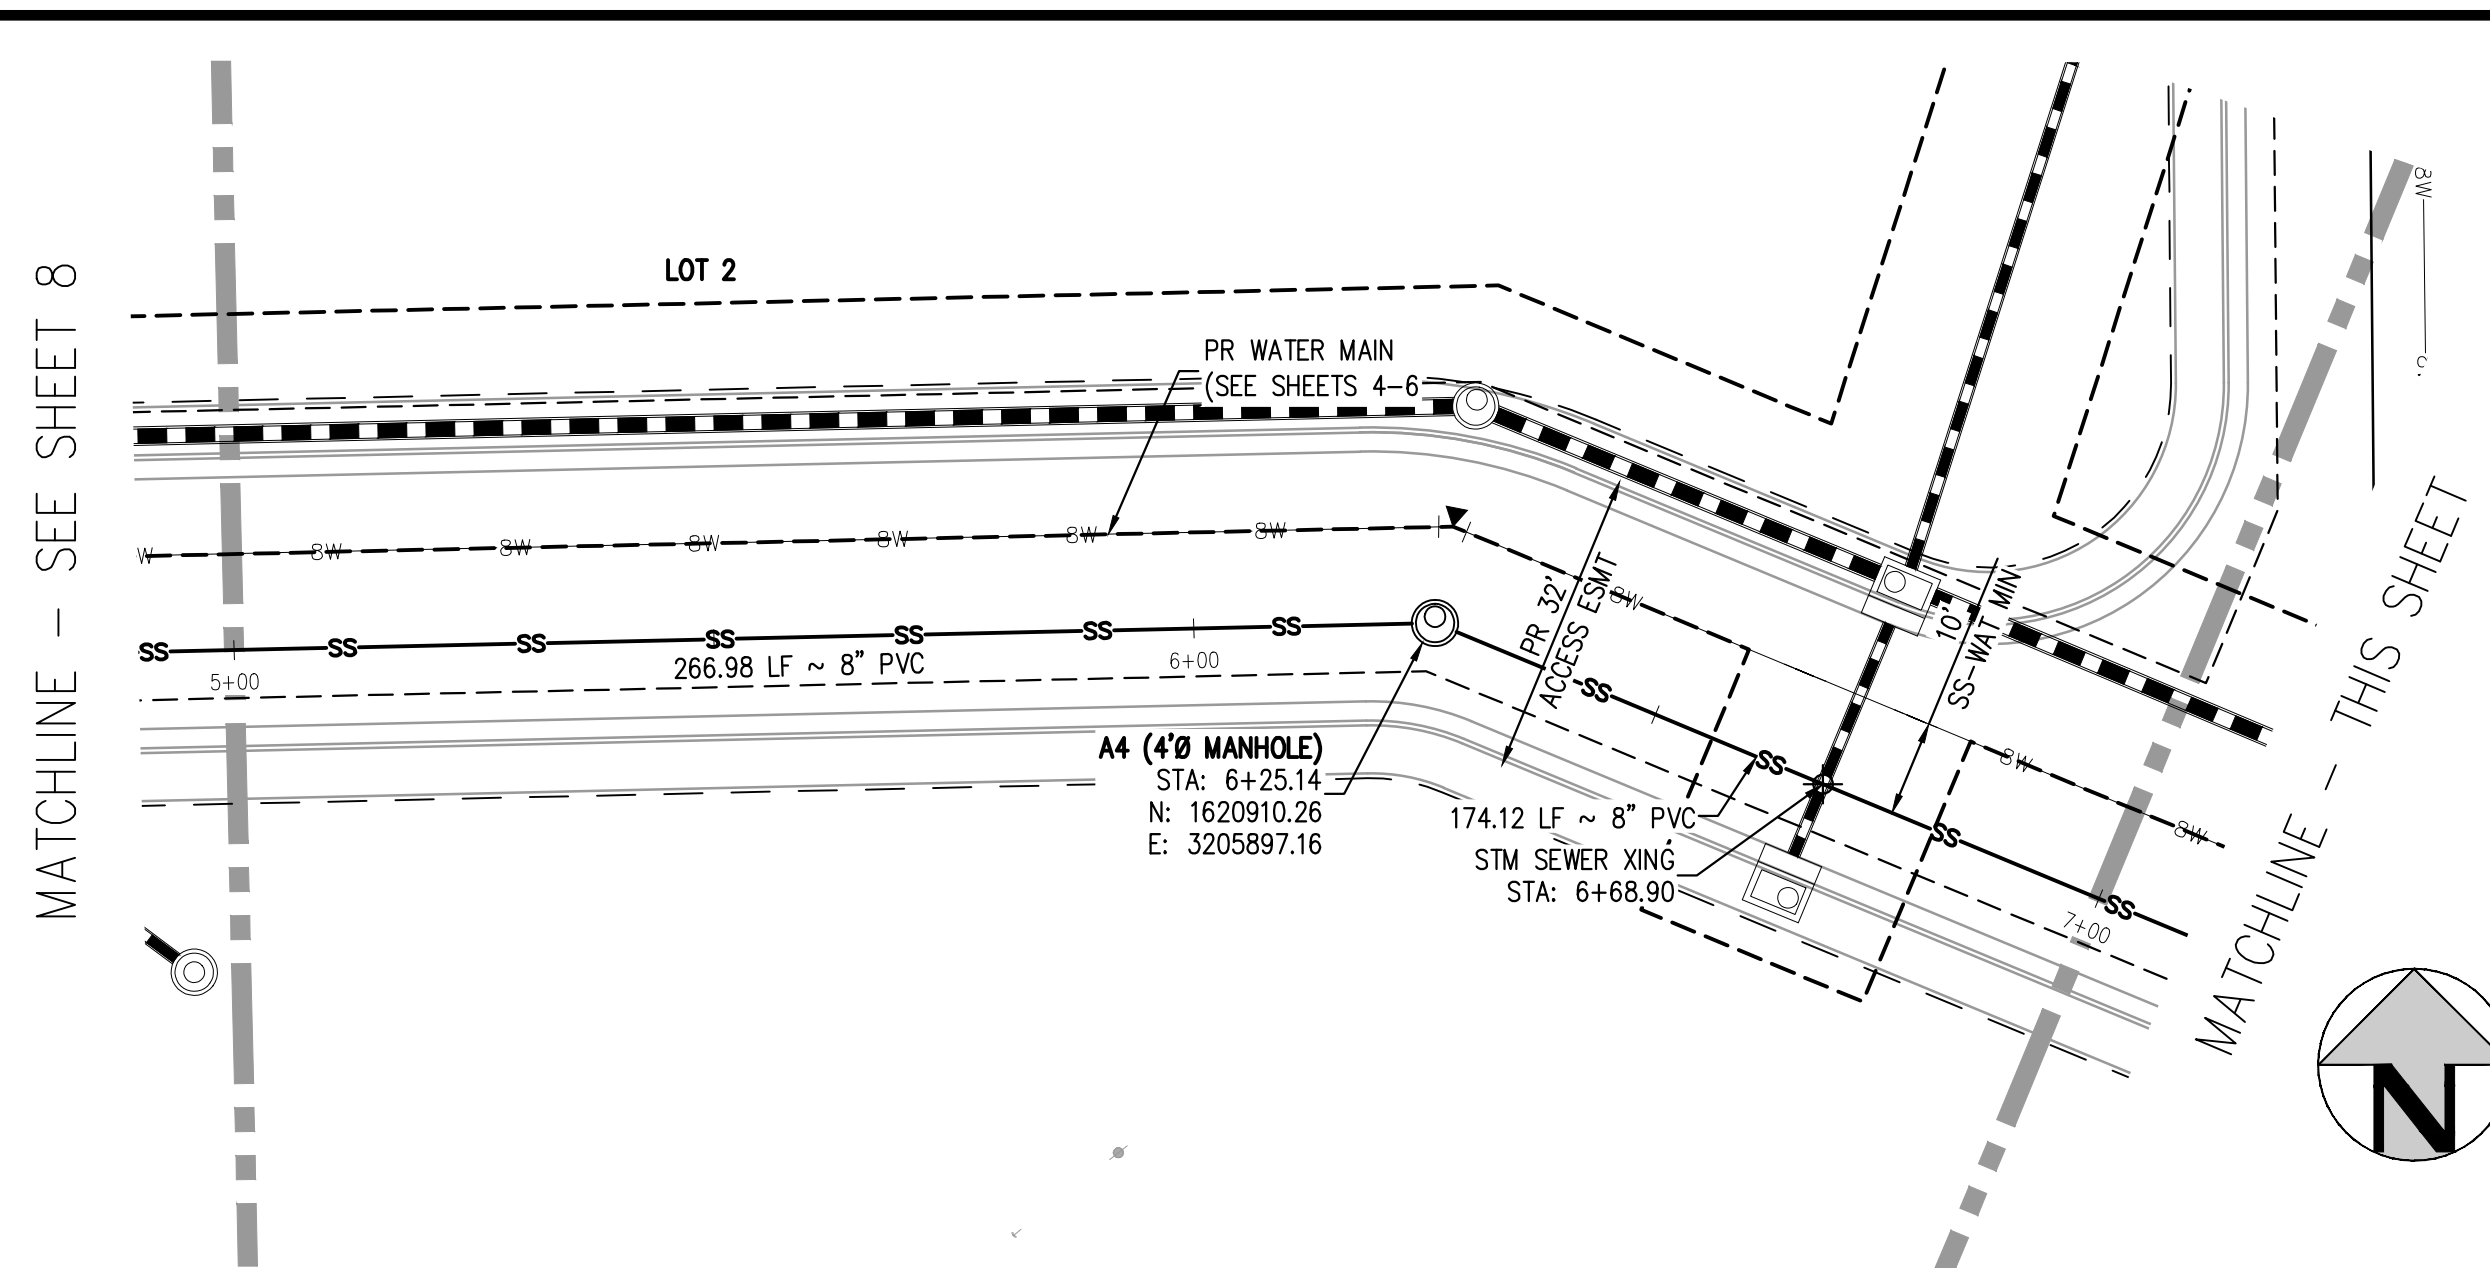 MATCHLINE - SEE SHEET 8
LOT 2
PR WATER MAIN
(SEE SHEETS 4-6
8W
8W
W
8W
8W
8W
8W
8W
8W
8W
8W
8W
SS
SS
SS
SS
SS
SS
SS
SS
SS
SS
SS
266.98 LF ~ 8" PVC
5+00
6+00
7+00
PR 32'
ACCESS ESMT
10'
SS-WAT MIN
A4 (4'Ø MANHOLE)
STA: 6+25.14
N: 1620910.26
E: 3205897.16
174.12 LF ~ 8" PVC
STM SEWER XING
STA: 6+68.90
MATCHLINE - THIS SHEET
N